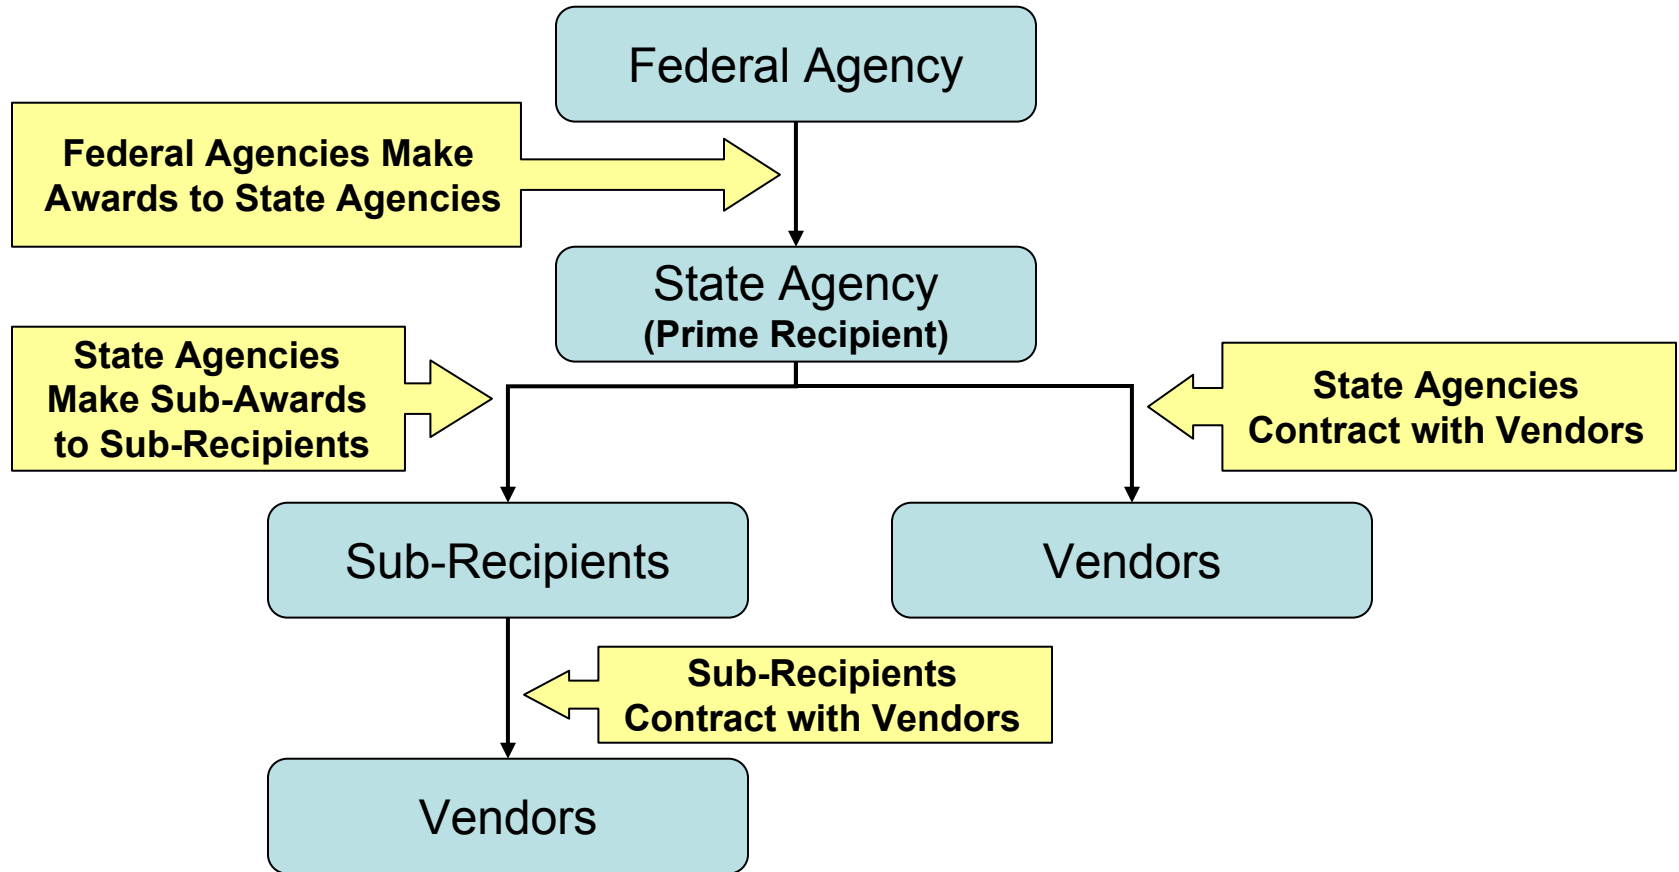 Federal Agency
Federal Agencies Make
Awards to State Agencies
State Agency
(Prime Recipient)
State Agencies
Make Sub-Awards
to Sub-Recipients
State Agencies
Contract with Vendors
Sub-Recipients
Vendors
Sub-Recipients
Contract with Vendors
Vendors